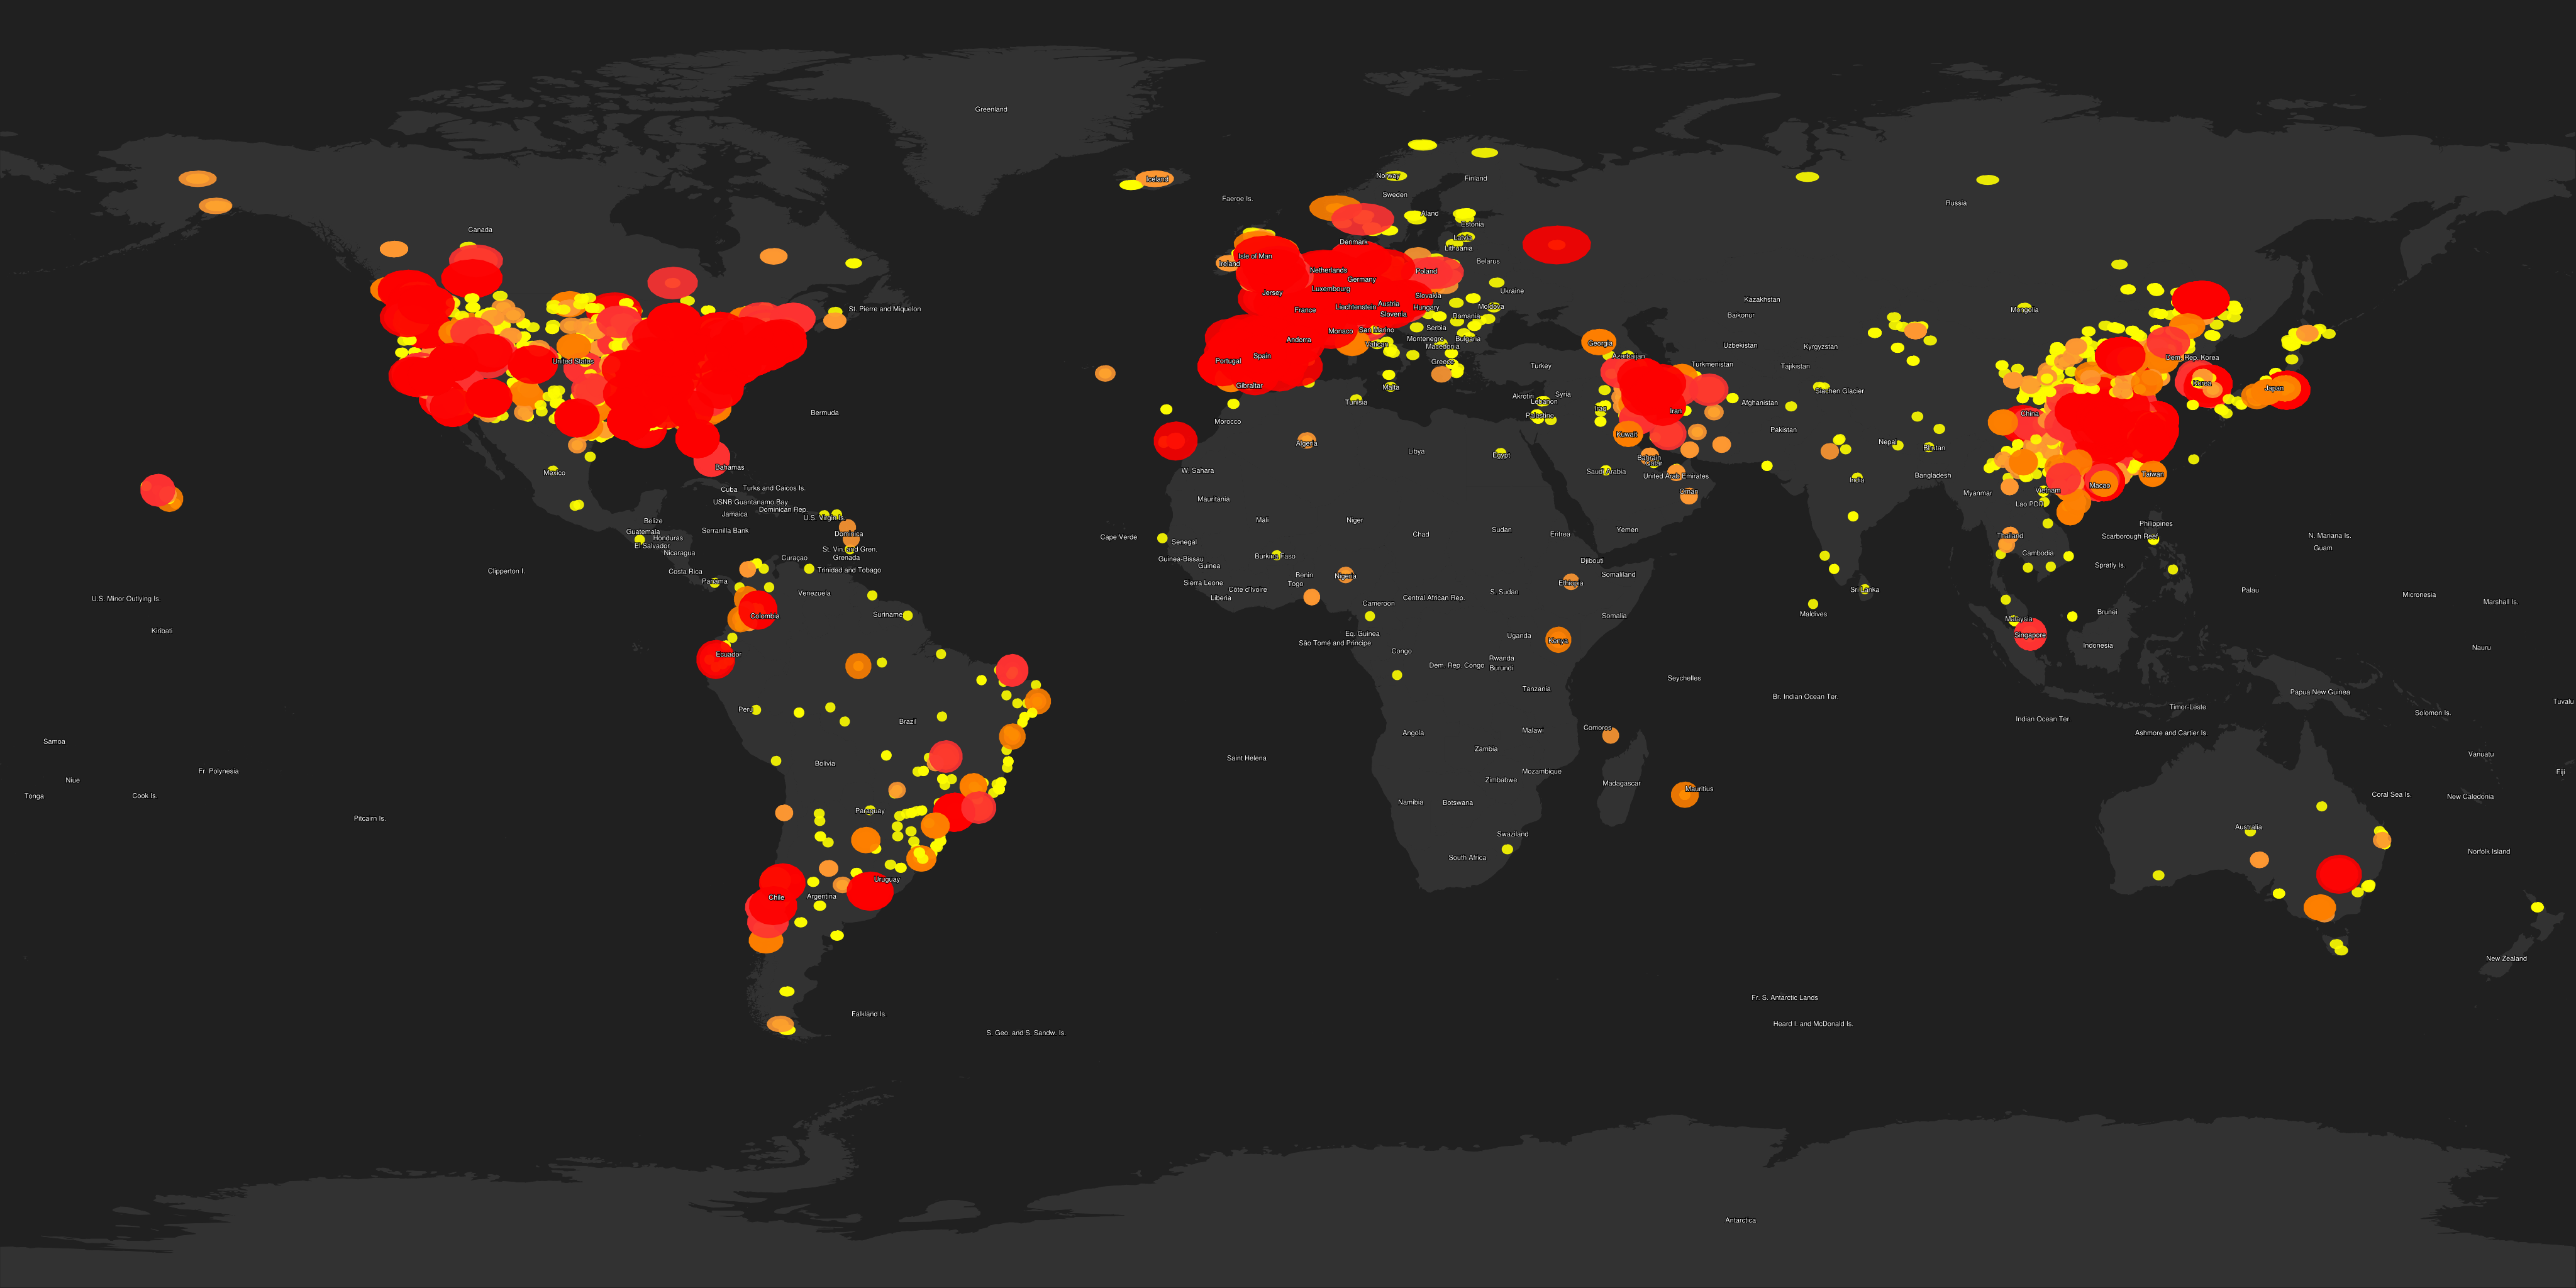 Greenland
Iceland
Norway
Finland
Sweden
Faeroe Is.
Russia
Aland
Estonia
Canada
Latvia
Denmark
Lithuania
Isle of Man
Ireland
Belarus
Netherlands
Poland
Germany
Luxembourg
Ukraine
Jersey
Slovakia
Kazakhstan
Liechtenstein
Austria
Hungary
Moldova
St. Pierre and Miquelon
France
Slovenia
Romania
Mongolia
Baikonur
Serbia
Monaco
San Marino
Montenegro
Bulgaria
Andorra
Georgia
Vatican
Macedonia
Uzbekistan
Kyrgyzstan
Azerbaijan
Dem. Rep. Korea
United States
Portugal
Spain
Greece
Turkey
Turkmenistan
Tajikistan
Gibraltar
Malta
Siachen Glacier
Korea
Japan
Akrotiri
Syria
Tunisia
Lebanon
Afghanistan
Iraq
Iran
Bermuda
Palestine
China
Morocco
Pakistan
Kuwait
Algeria
Nepal
Bhutan
Libya
Egypt
Bahrain
Qatar
Bahamas
W. Sahara
Saudi Arabia
Mexico
United Arab Emirates
Bangladesh
Taiwan
India
Macao
Cuba
Turks and Caicos Is.
Oman
Myanmar
Vietnam
Mauritania
USNB Guantanamo Bay
Lao PDR
Dominican Rep.
Jamaica
U.S. Virgin Is.
Belize
Mali
Niger
Philippines
Serranilla Bank
Guatemala
Sudan
Yemen
Chad
Eritrea
Dominica
Honduras
Cape Verde
Thailand
Scarborough Reef
N. Mariana Is.
El Salvador
Senegal
Guam
St. Vin. and Gren.
Nicaragua
Burkina Faso
Cambodia
Curaçao
Grenada
Guinea-Bissau
Djibouti
Guinea
Spratly Is.
Clipperton I.
Costa Rica
Trinidad and Tobago
Benin
Nigeria
Somaliland
Panama
Sierra Leone
Togo
Ethiopia
Côte d'Ivoire
Palau
Venezuela
S. Sudan
Micronesia
U.S. Minor Outlying Is.
Liberia
Central African Rep.
Sri Lanka
Marshall Is.
Cameroon
Suriname
Colombia
Maldives
Brunei
Somalia
Malaysia
Kiribati
Eq. Guinea
Uganda
Singapore
São Tomé and Principe
Kenya
Indonesia
Nauru
Congo
Ecuador
Rwanda
Dem. Rep. Congo
Burundi
Seychelles
Tanzania
Papua New Guinea
Br. Indian Ocean Ter.
Tuvalu
Timor-Leste
Peru
Solomon Is.
Indian Ocean Ter.
Brazil
Comoros
Malawi
Angola
Ashmore and Cartier Is.
Samoa
Zambia
Vanuatu
Saint Helena
Bolivia
Fr. Polynesia
Mozambique
Fiji
Niue
Zimbabwe
Madagascar
Mauritius
Tonga
Cook Is.
Coral Sea Is.
New Caledonia
Namibia
Botswana
Paraguay
Pitcairn Is.
Australia
Swaziland
Norfolk Island
South Africa
Uruguay
Chile
Argentina
New Zealand
Fr. S. Antarctic Lands
Falkland Is.
Heard I. and McDonald Is.
S. Geo. and S. Sandw. Is.
Antarctica